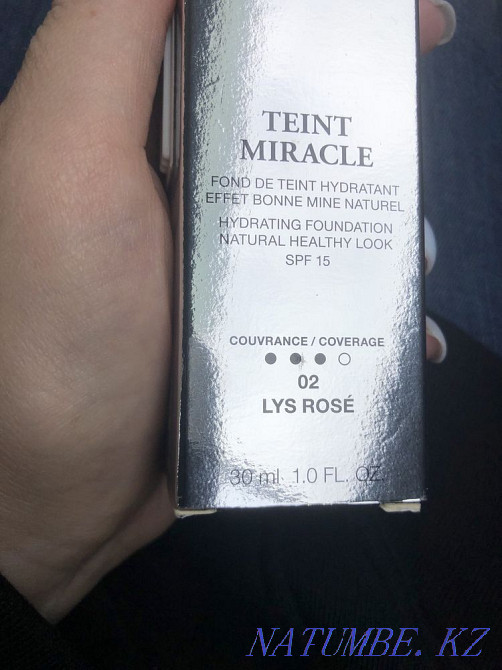 TEINT
MIRACLE
FOND DE TEINT HYDRATANT
EFFET BONNE MINE NATUREL
HYDRATING FOUNDATION
NATURAL HEALTHY LOOK
SPF 15
COUVRANCE / COVERAGE
02
LYS ROSÉ
30 ml 1.0 FL. OZ.
NATUMBE. KZ